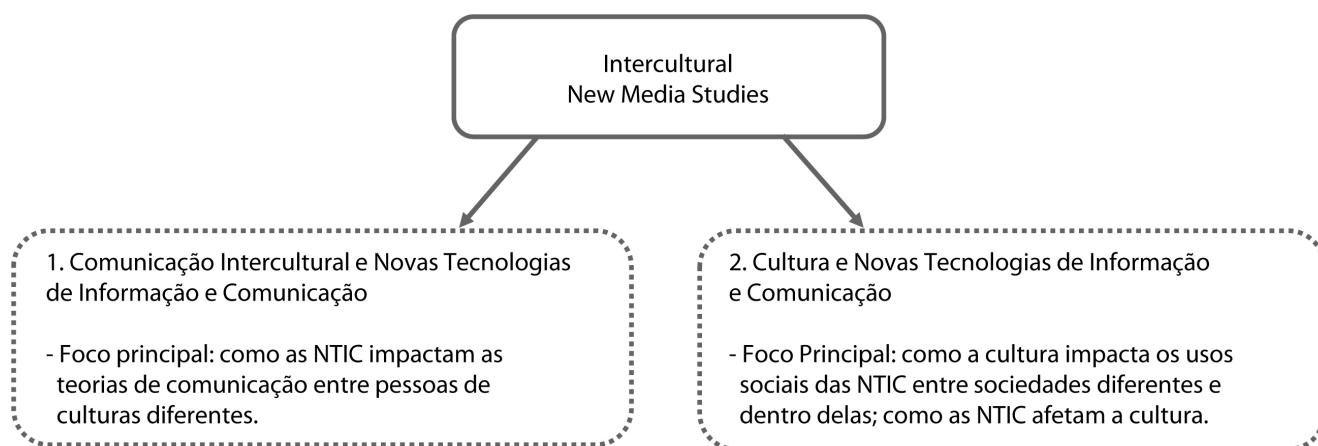 Intercultural
New Media Studies
1. Comunicação Intercultural e Novas Tecnologias
de Informação e Comunicação
- Foco principal: como as NTIC impactam as
teorias de comunicação entre pessoas de
culturas diferentes.
2. Cultura e Novas Tecnologias de Informação
e Comunicação
- Foco Principal: como a cultura impacta os usos
sociais das NTIC entre sociedades diferentes e
dentro delas; como as NTIC afetam a cultura.